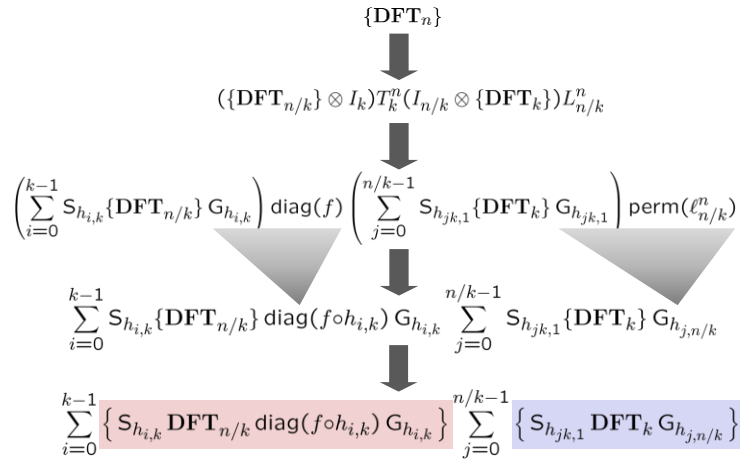 {DFT_n}
({DFT_{n/k}} ⊗ I_k)T_k^n(I_{n/k} ⊗ {DFT_k})L_{n/k}^n
(∑_{i=0}^{k−1} S_{h_{i,k}}{DFT_{n/k}} G_{h_{i,k}}) diag(f) (∑_{j=0}^{n/k−1} S_{h_{jk,1}}{DFT_k} G_{h_{jk,1}}) perm(ℓ_{n/k}^n)
∑_{i=0}^{k−1} S_{h_{i,k}}{DFT_{n/k}} diag(f∘h_{i,k}) G_{h_{i,k}} ∑_{j=0}^{n/k−1} S_{h_{jk,1}}{DFT_k} G_{h_{j,n/k}}
∑_{i=0}^{k−1} {S_{h_{i,k}} DFT_{n/k} diag(f∘h_{i,k}) G_{h_{i,k}}} ∑_{j=0}^{n/k−1} {S_{h_{jk,1}} DFT_k G_{h_{j,n/k}}}